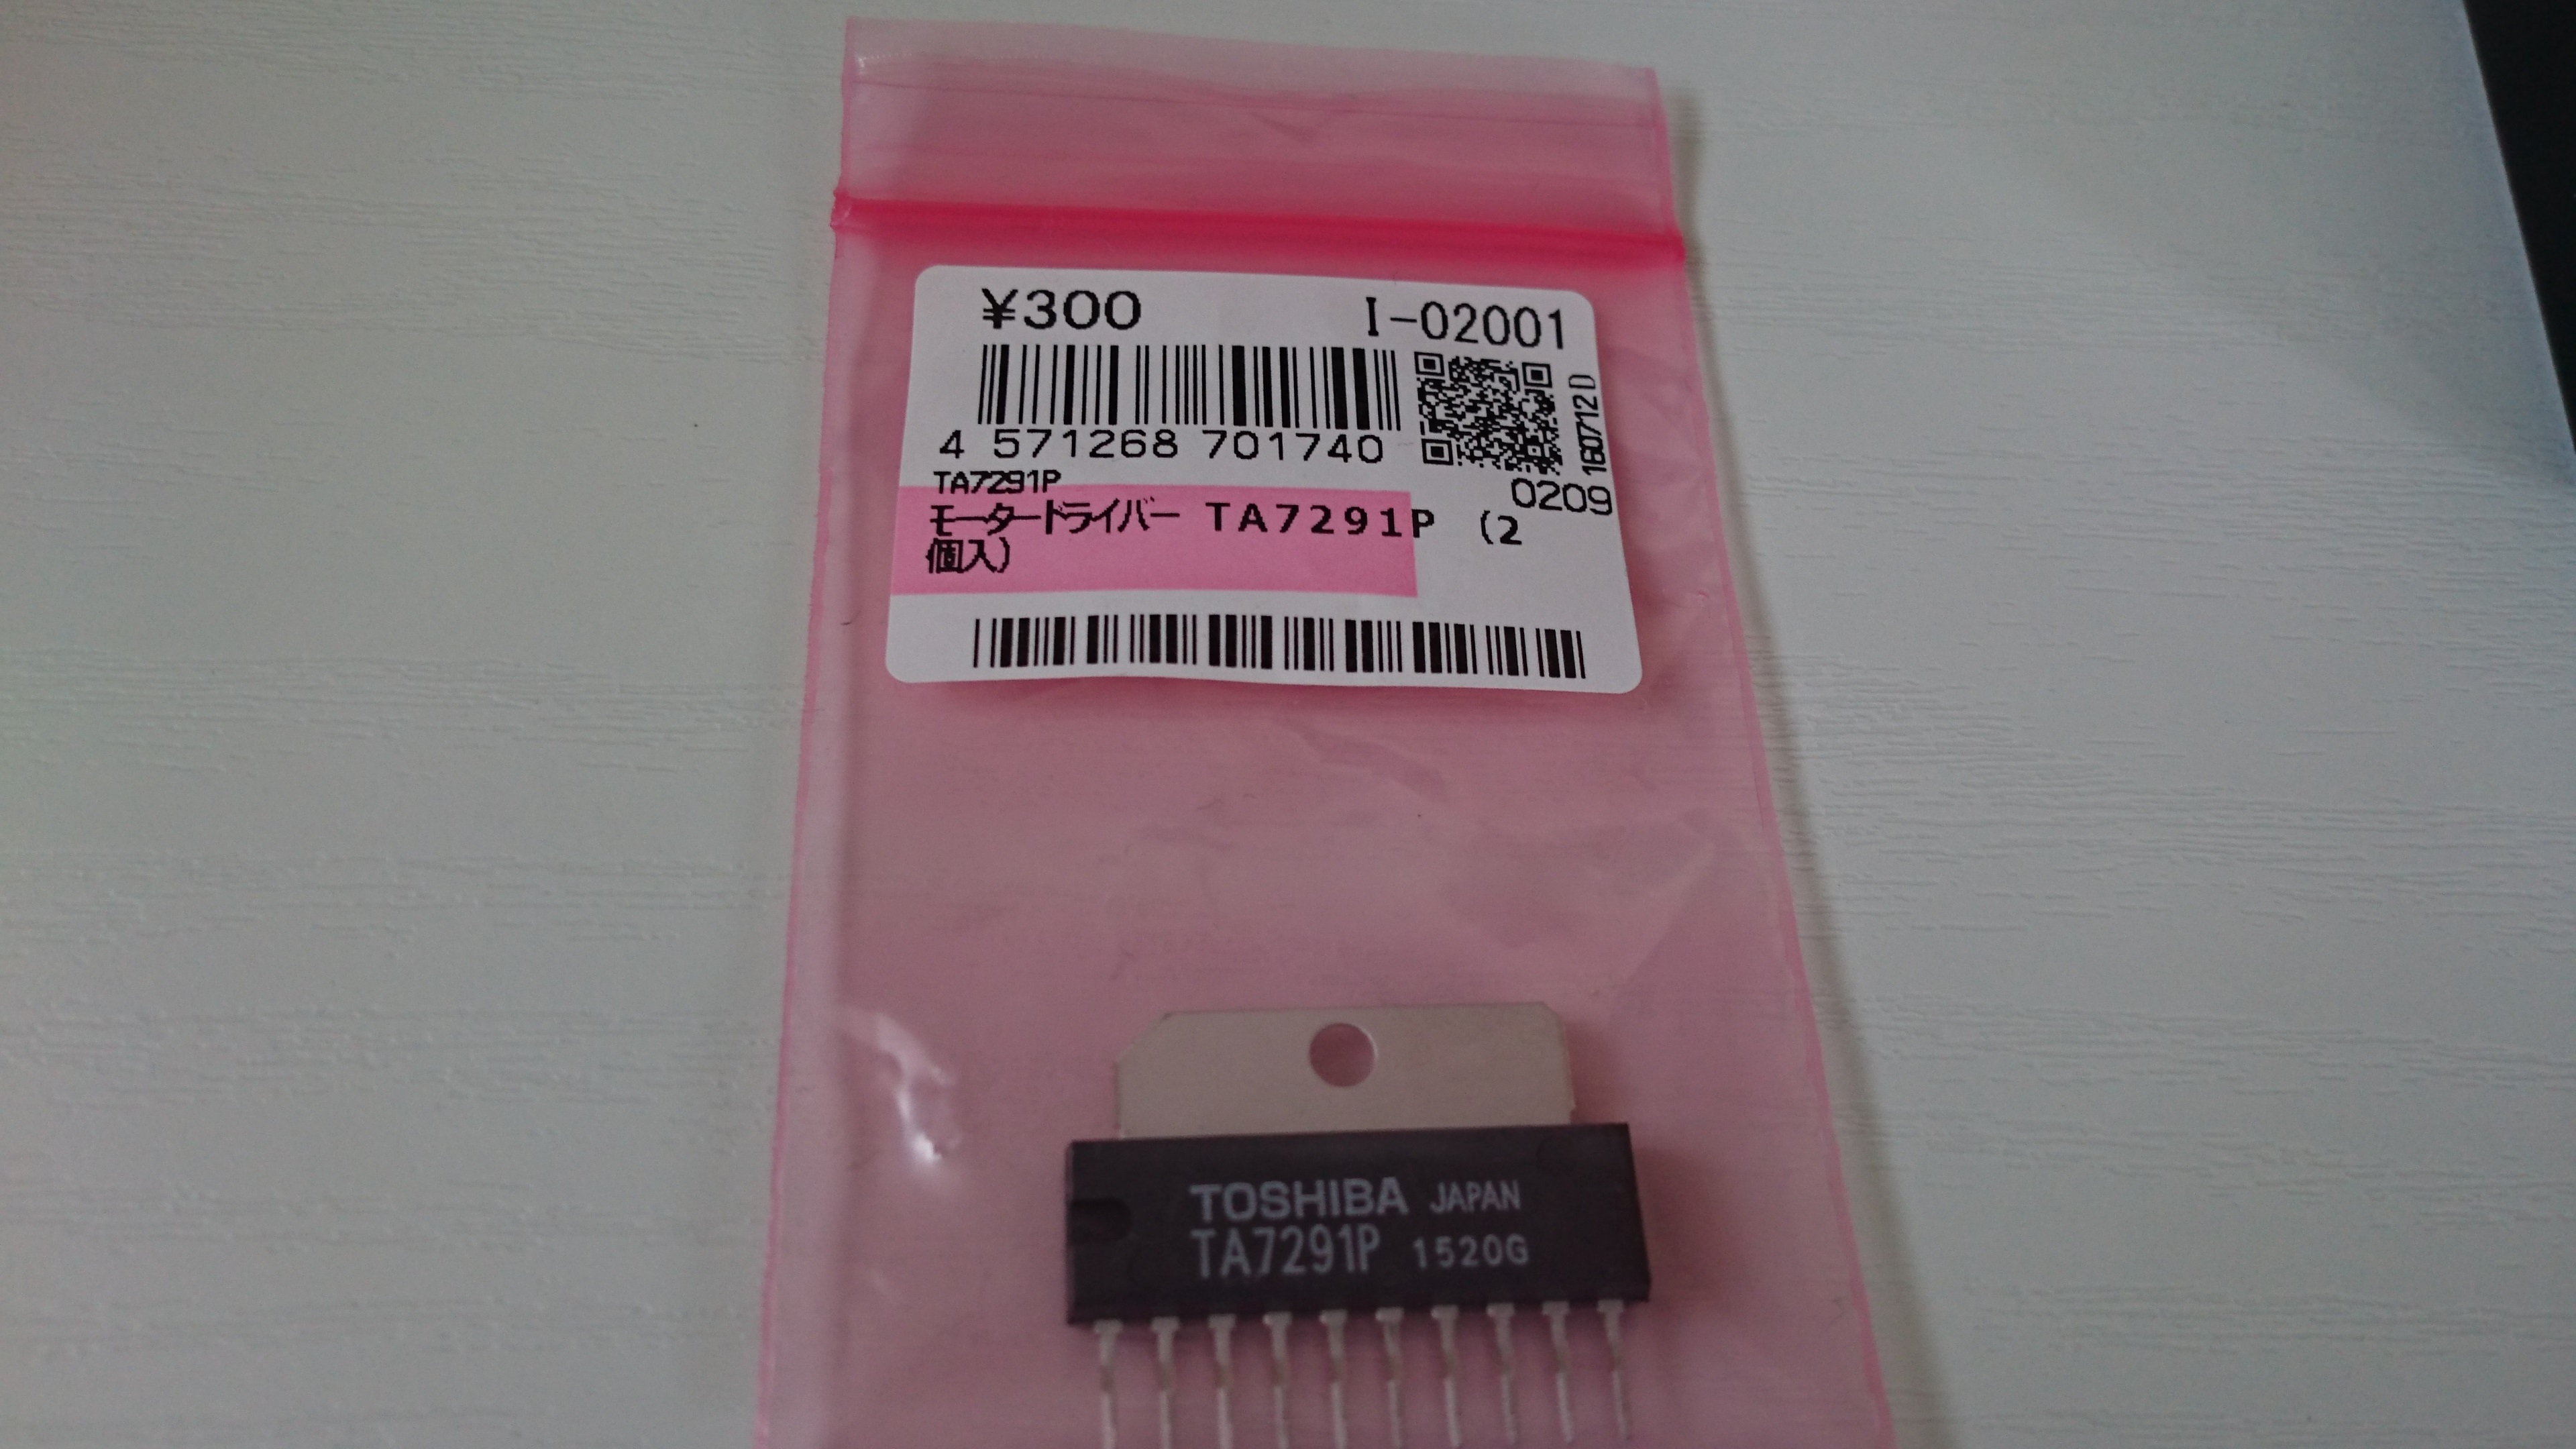 ¥300 I-02001
4 571268 701740
160712D
0209
TA7291P
モータードライバー TA7291P (2
個入)
TOSHIBA JAPAN
TA7291P 1520G